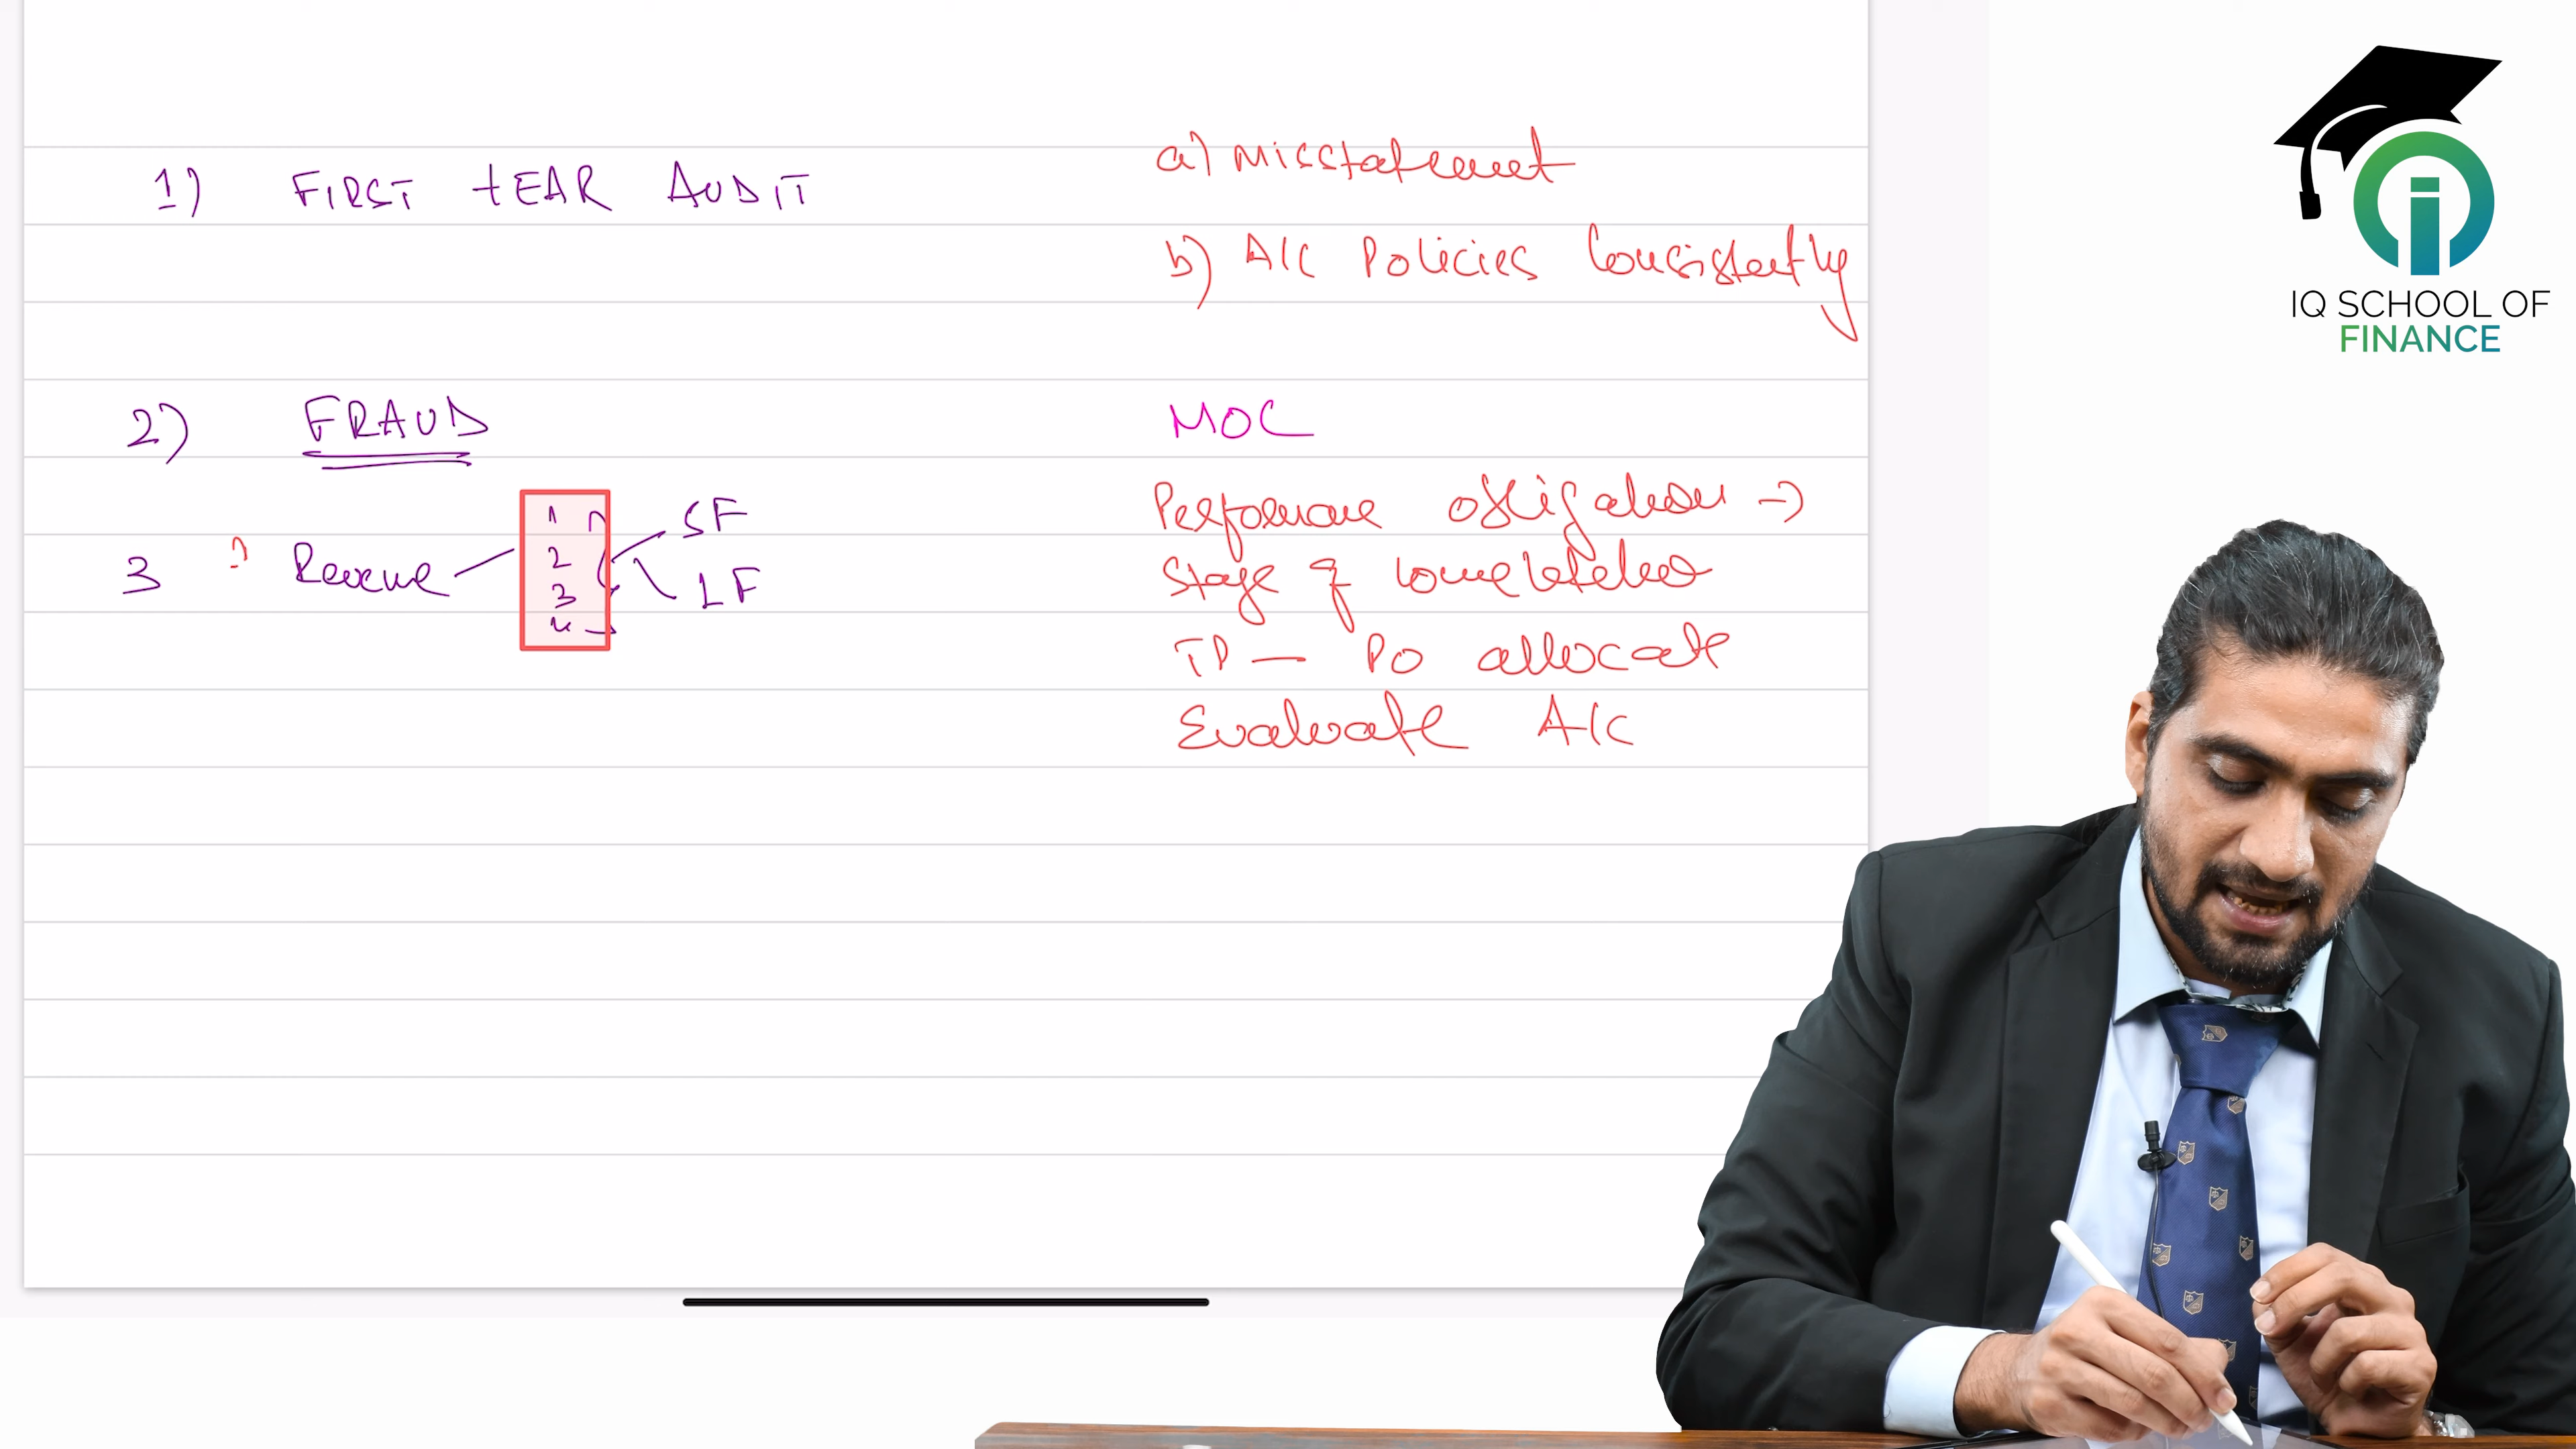 1) FIRST YEAR AUDIT
a) Misstatement
b) A/C Policies Consistently
2) FRAUD
MOC
3 Revenue
1
2
3
4
SF
LF
Performance obligation →
Stage of completion
TP — PO allocate
Evaluate A/C
IQ SCHOOL OF
FINANCE